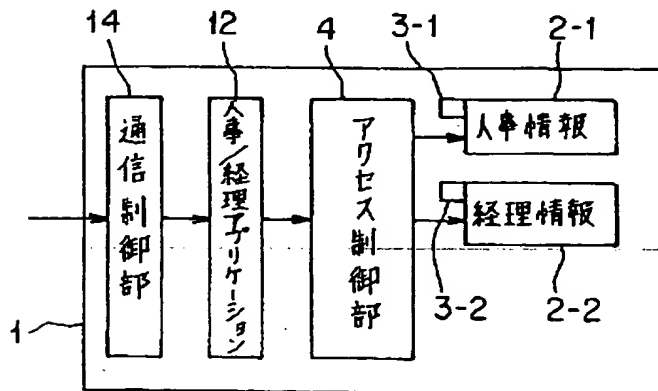 14
12
4
3-1
2-1
通信制御部
人事/経理アプリケーション
アクセス制御部
人事情報
経理情報
1
3-2
2-2